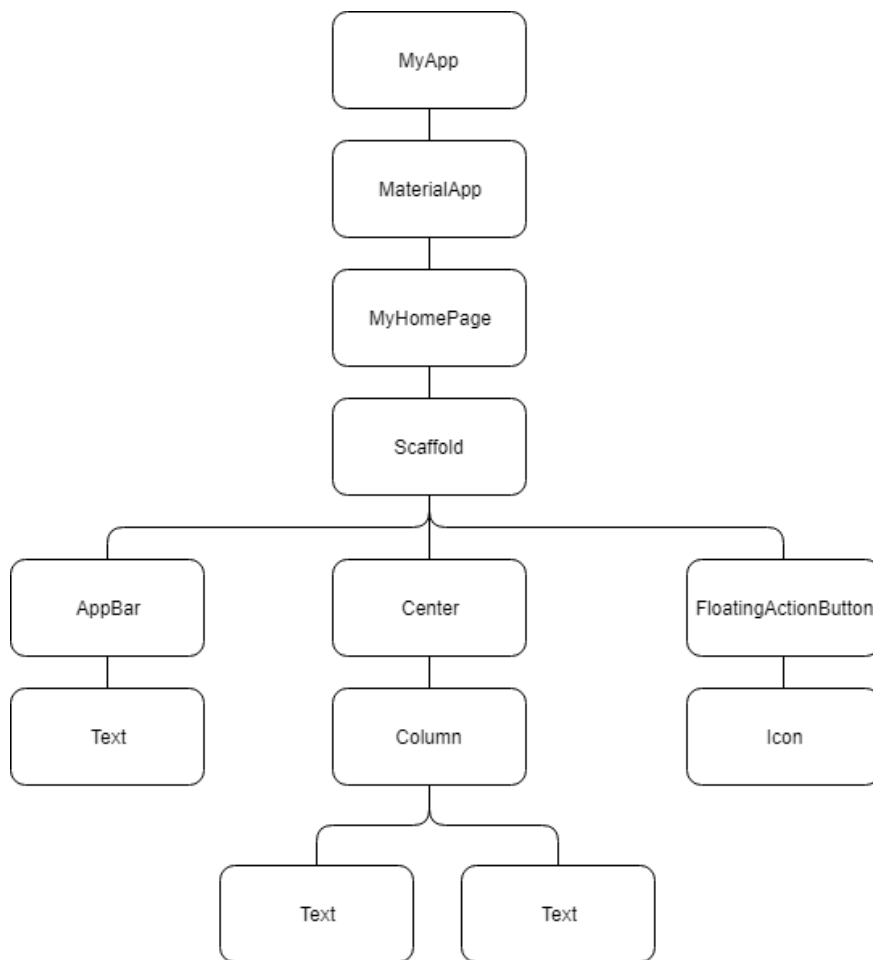 MyApp
MaterialApp
MyHomePage
Scaffold
AppBar
Center
FloatingActionButton
Text
Column
Icon
Text
Text